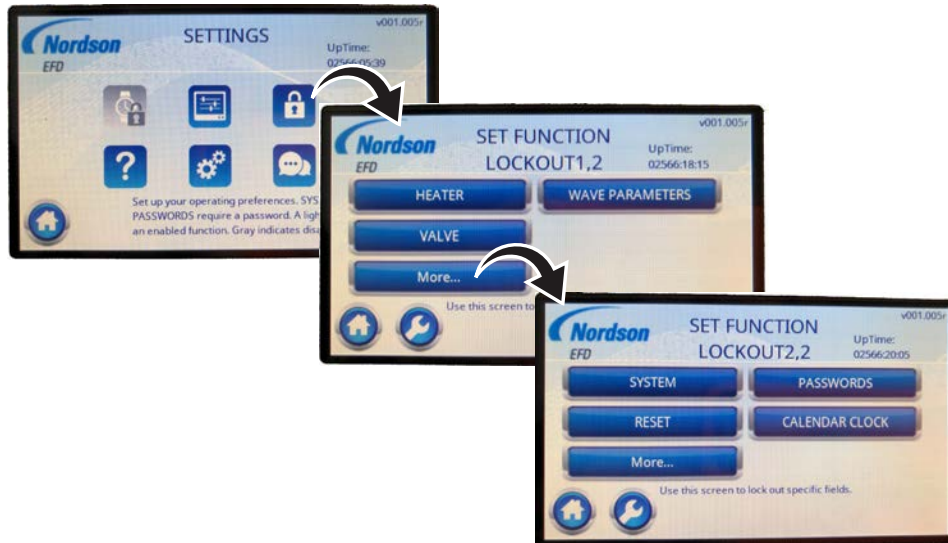 v001.005r
Nordson
EFD
SETTINGS
UpTime:
02566:05:39
?
Set up your operating preferences. SYS
PASSWORDS require a password. A ligh
an enabled function. Gray indicates disa
v001.005r
Nordson
EFD
SET FUNCTION
LOCKOUT1,2
UpTime:
02566:18:15
HEATER
WAVE PARAMETERS
VALVE
More...
Use this screen to
v001.005r
Nordson
EFD
SET FUNCTION
LOCKOUT2,2
UpTime:
02566:20:05
SYSTEM
PASSWORDS
RESET
CALENDAR CLOCK
More...
Use this screen to lock out specific fields.